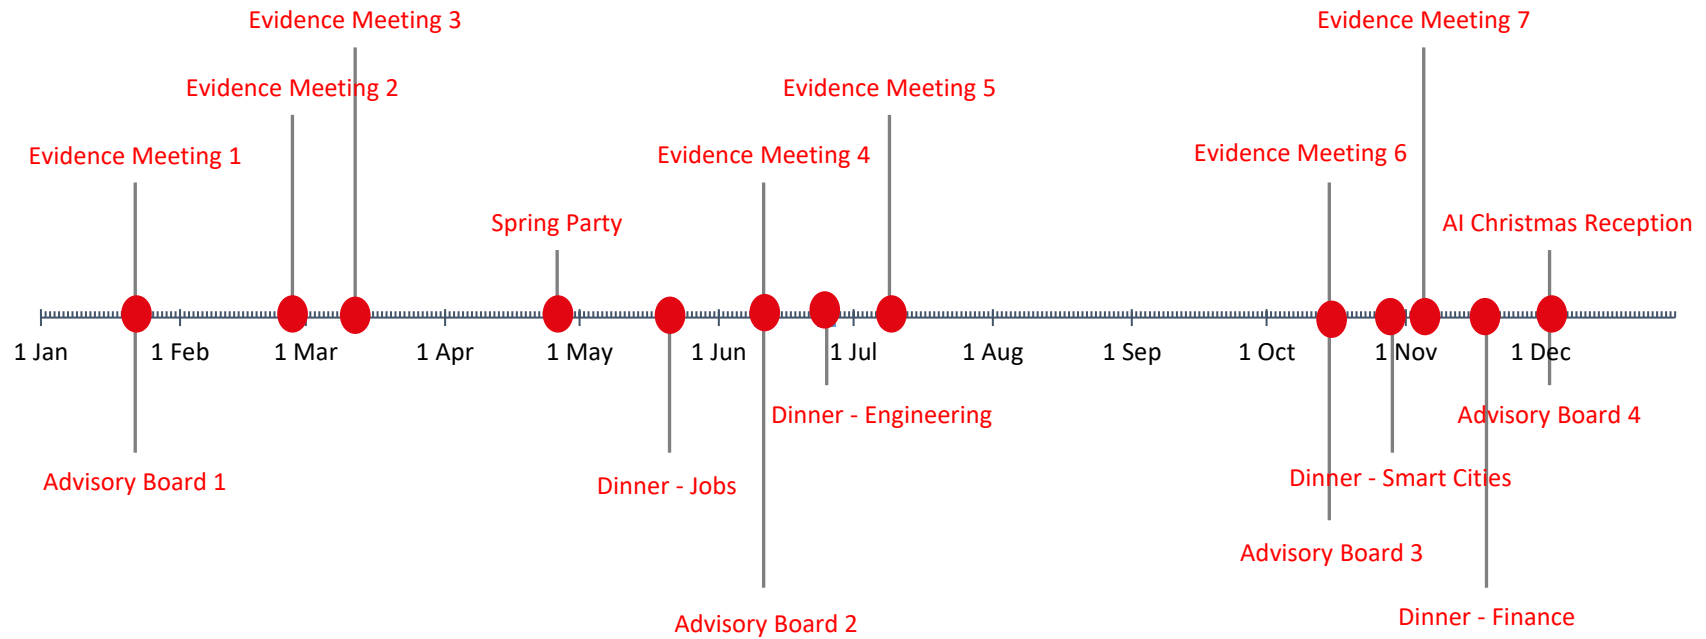 Evidence Meeting 3
Evidence Meeting 7
Evidence Meeting 2
Evidence Meeting 5
Evidence Meeting 1
Evidence Meeting 4
Evidence Meeting 6
Spring Party
AI Christmas Reception
1 Jan
1 Feb
1 Mar
1 Apr
1 May
1 Jun
1 Jul
1 Aug
1 Sep
1 Oct
1 Nov
1 Dec
Dinner - Engineering
Advisory Board 4
Advisory Board 1
Dinner - Jobs
Dinner - Smart Cities
Advisory Board 3
Advisory Board 2
Dinner - Finance